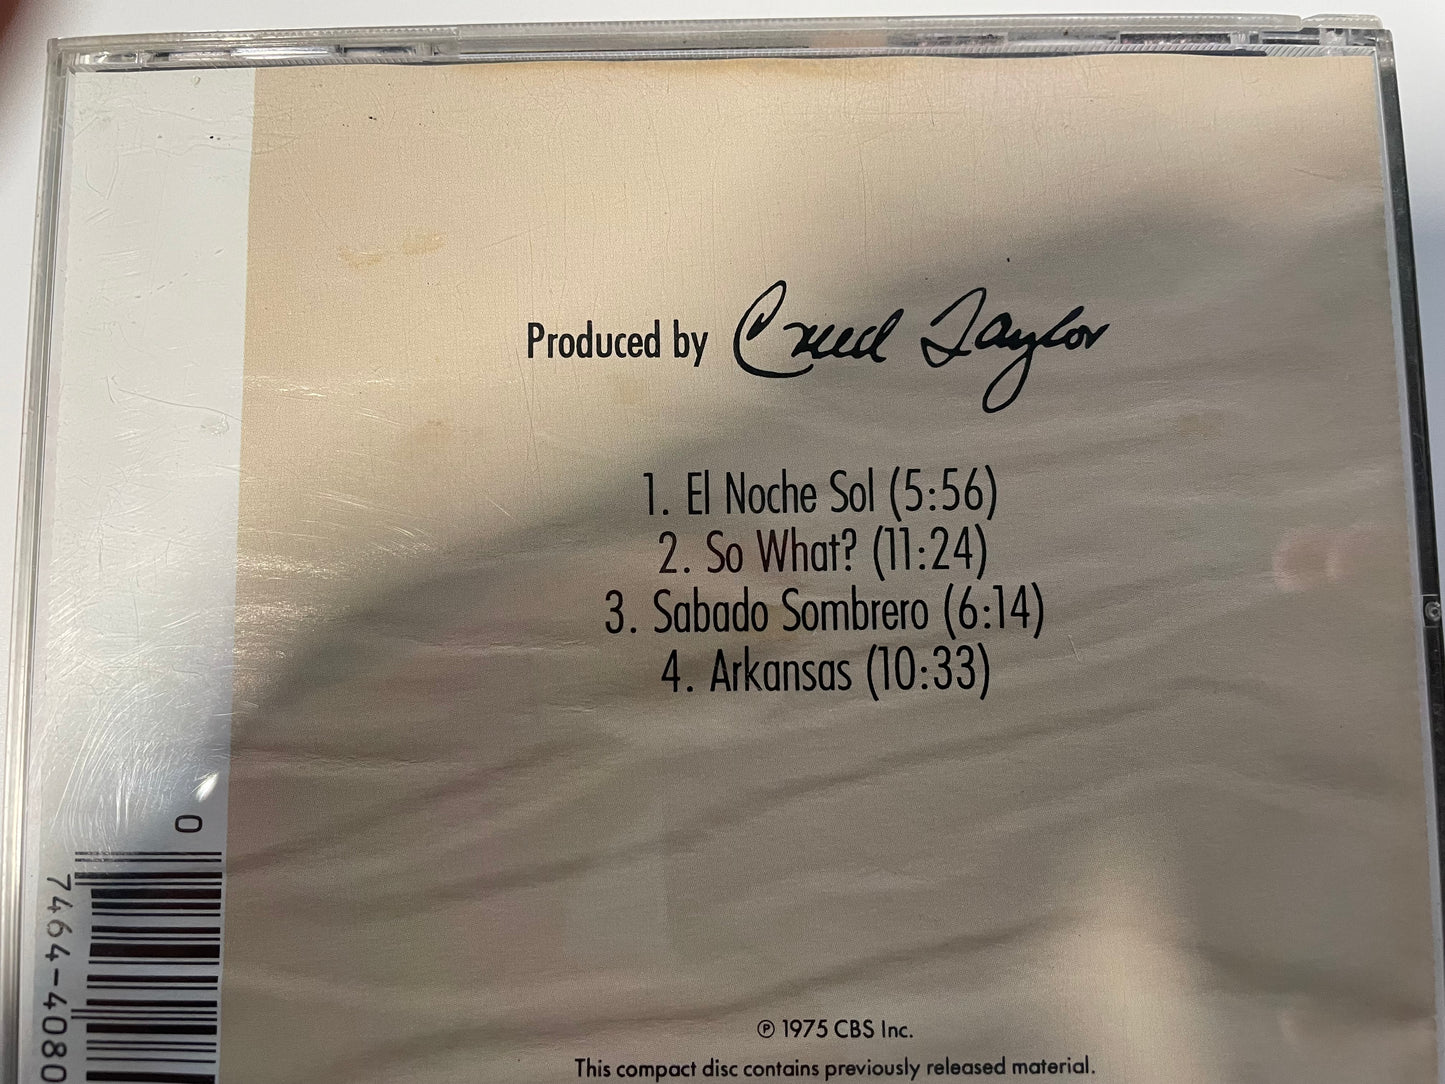 Produced by Creed Taylor
1. El Noche Sol (5:56)
2. So What? (11:24)
3. Sabado Sombrero (6:14)
4. Arkansas (10:33)
℗ 1975 CBS Inc.
This compact disc contains previously released material.
0
7464-4080